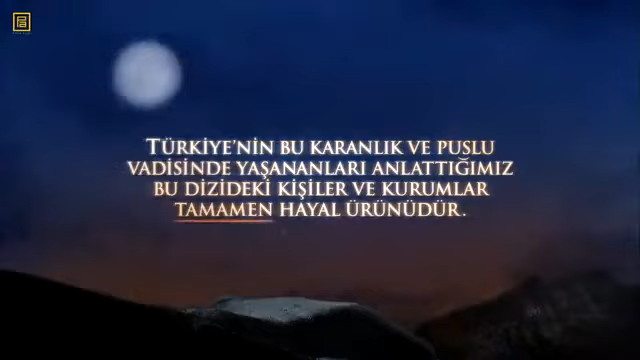 TÜRKİYE'NİN BU KARANLIK VE PUSLU
VADİSİNDE YAŞANANLARI ANLATTIĞIMIZ
BU DİZİDEKİ KİŞİLER VE KURUMLAR
TAMAMEN HAYAL ÜRÜNÜDÜR.